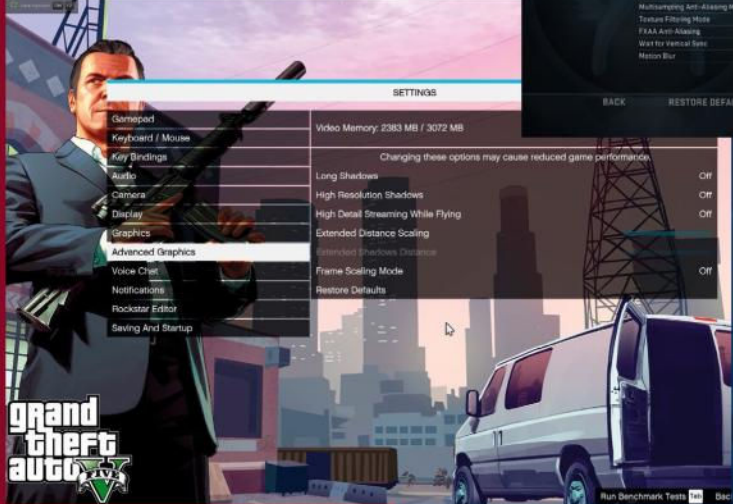 Multisampling Anti-Aliasing M
Texture Filtering Mode
FXAA Anti-Aliasing
Wait for Vertical Sync
Motion Blur
BACK RESTORE DEFA
SETTINGS
Gamepad
Keyboard / Mouse
Key Bindings
Audio
Camera
Display
Graphics
Advanced Graphics
Voice Chat
Notifications
Rockstar Editor
Saving And Startup
Video Memory: 2383 MB / 3072 MB
Changing these options may cause reduced game performance.
Long Shadows Off
High Resolution Shadows Off
High Detail Streaming While Flying Off
Extended Distance Scaling
Extended Shadows Distance
Frame Scaling Mode Off
Restore Defaults
grand
theft
auto
FIVE
Run Benchmark Tests Tab Bac